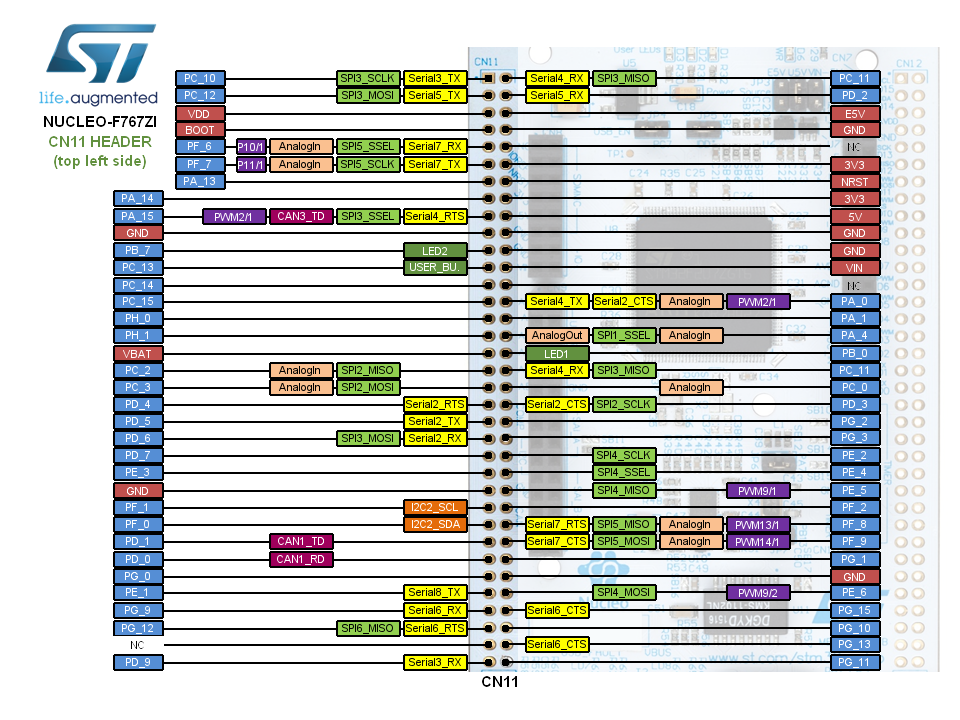 life.augmented
NUCLEO-F767ZI
CN11 HEADER
(top left side)
User LEDs
CN11
U5
CN7
CN12
E5V U5V VIN
PC_10 SPI3_SCLK Serial3_TX Serial4_RX SPI3_MISO PC_11
PC_12 SPI3_MOSI Serial5_TX Serial5_RX PD_2
VDD E5V
BOOT GND
PF_6 P10/1 AnalogIn SPI5_SSEL Serial7_RX NC
PF_7 P11/1 AnalogIn SPI5_SCLK Serial7_TX 3V3
PA_13 NRST
PA_14 3V3
PA_15 PWM2/1 CAN3_TD SPI3_SSEL Serial4_RTS 5V
GND GND
PB_7 LED2 GND
PC_13 USER_BU. VIN
PC_14 NC
PC_15 Serial4_TX Serial2_CTS AnalogIn PWM2/1 PA_0
PH_0 PA_1
PH_1 AnalogOut SPI1_SSEL AnalogIn PA_4
VBAT LED1 PB_0
PC_2 AnalogIn SPI2_MISO Serial4_RX SPI3_MISO PC_11
PC_3 AnalogIn SPI2_MOSI AnalogIn PC_0
PD_4 Serial2_RTS Serial2_CTS SPI2_SCLK PD_3
PD_5 Serial2_TX PG_2
PD_6 SPI3_MOSI Serial2_RX PG_3
PD_7 SPI4_SCLK PE_2
PE_3 SPI4_SSEL PE_4
GND SPI4_MISO PWM9/1 PE_5
PF_1 I2C2_SCL PF_2
PF_0 I2C2_SDA Serial7_RTS SPI5_MISO AnalogIn PWM13/1 PF_8
PD_1 CAN1_TD Serial7_CTS SPI5_MOSI AnalogIn PWM14/1 PF_9
PD_0 CAN1_RD PG_1
PG_0 GND
PE_1 Serial8_TX SPI4_MOSI PWM9/2 PE_6
PG_9 Serial6_RX Serial6_CTS PG_15
PG_12 SPI6_MISO Serial6_RTS PG_10
NC Serial6_CTS PG_13
PD_9 Serial3_RX PG_11
CN11